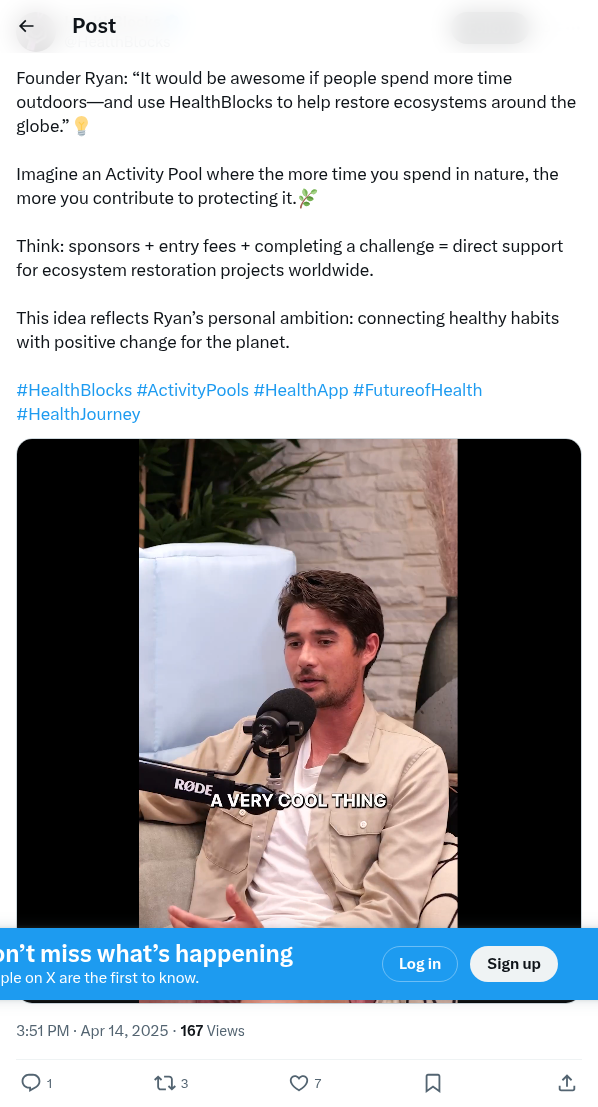 Post
Founder Ryan: “It would be awesome if people spend more time
outdoors—and use HealthBlocks to help restore ecosystems around the
globe.”💡
Imagine an Activity Pool where the more time you spend in nature, the
more you contribute to protecting it.🌿
Think: sponsors + entry fees + completing a challenge = direct support
for ecosystem restoration projects worldwide.
This idea reflects Ryan’s personal ambition: connecting healthy habits
with positive change for the planet.
#HealthBlocks #ActivityPools #HealthApp #FutureofHealth
#HealthJourney
RØDE
A VERY COOL THING
on’t miss what’s happening
ple on X are the first to know.
Log in
Sign up
3:51 PM · Apr 14, 2025 · 167 Views
1 3 7